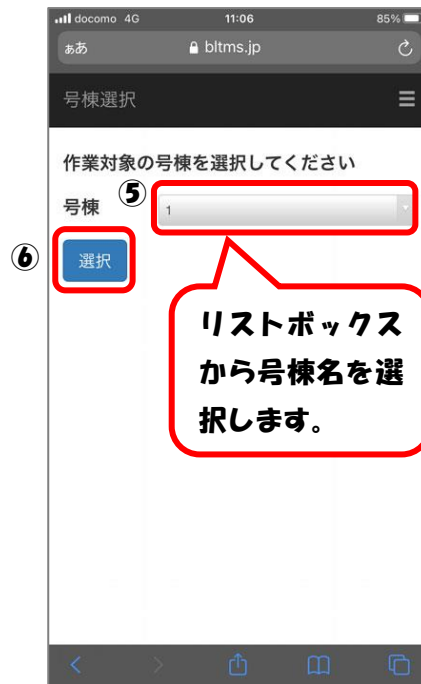 docomo 4G 11:06 85%
ああ bltms.jp
号棟選択
作業対象の号棟を選択してください
⑤
号棟 1
⑥ 選択
リストボックス
から号棟名を選
択します。